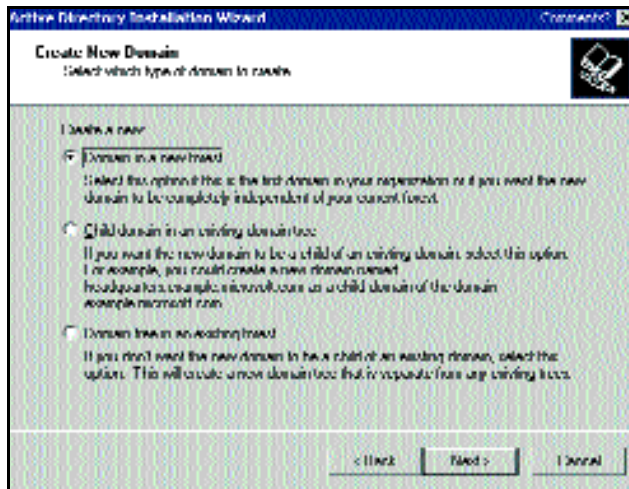 Active Directory Installation Wizard
Comments?
Create New Domain
Select which type of domain to create.
Create a new:
Domain in a new forest
Select this option if this is the first domain in your organization or if you want the new
domain to be completely independent of your current forest.
Child domain in an existing domain tree
If you want the new domain to be a child of an existing domain, select this option.
For example, you could create a new domain named
headquarters.example.microsoft.com as a child domain of the domain
example.microsoft.com.
Domain tree in an existing forest
If you don't want the new domain to be a child of an existing domain, select this
option. This will create a new domain tree that is separate from any existing trees.
< Back
Next >
Cancel